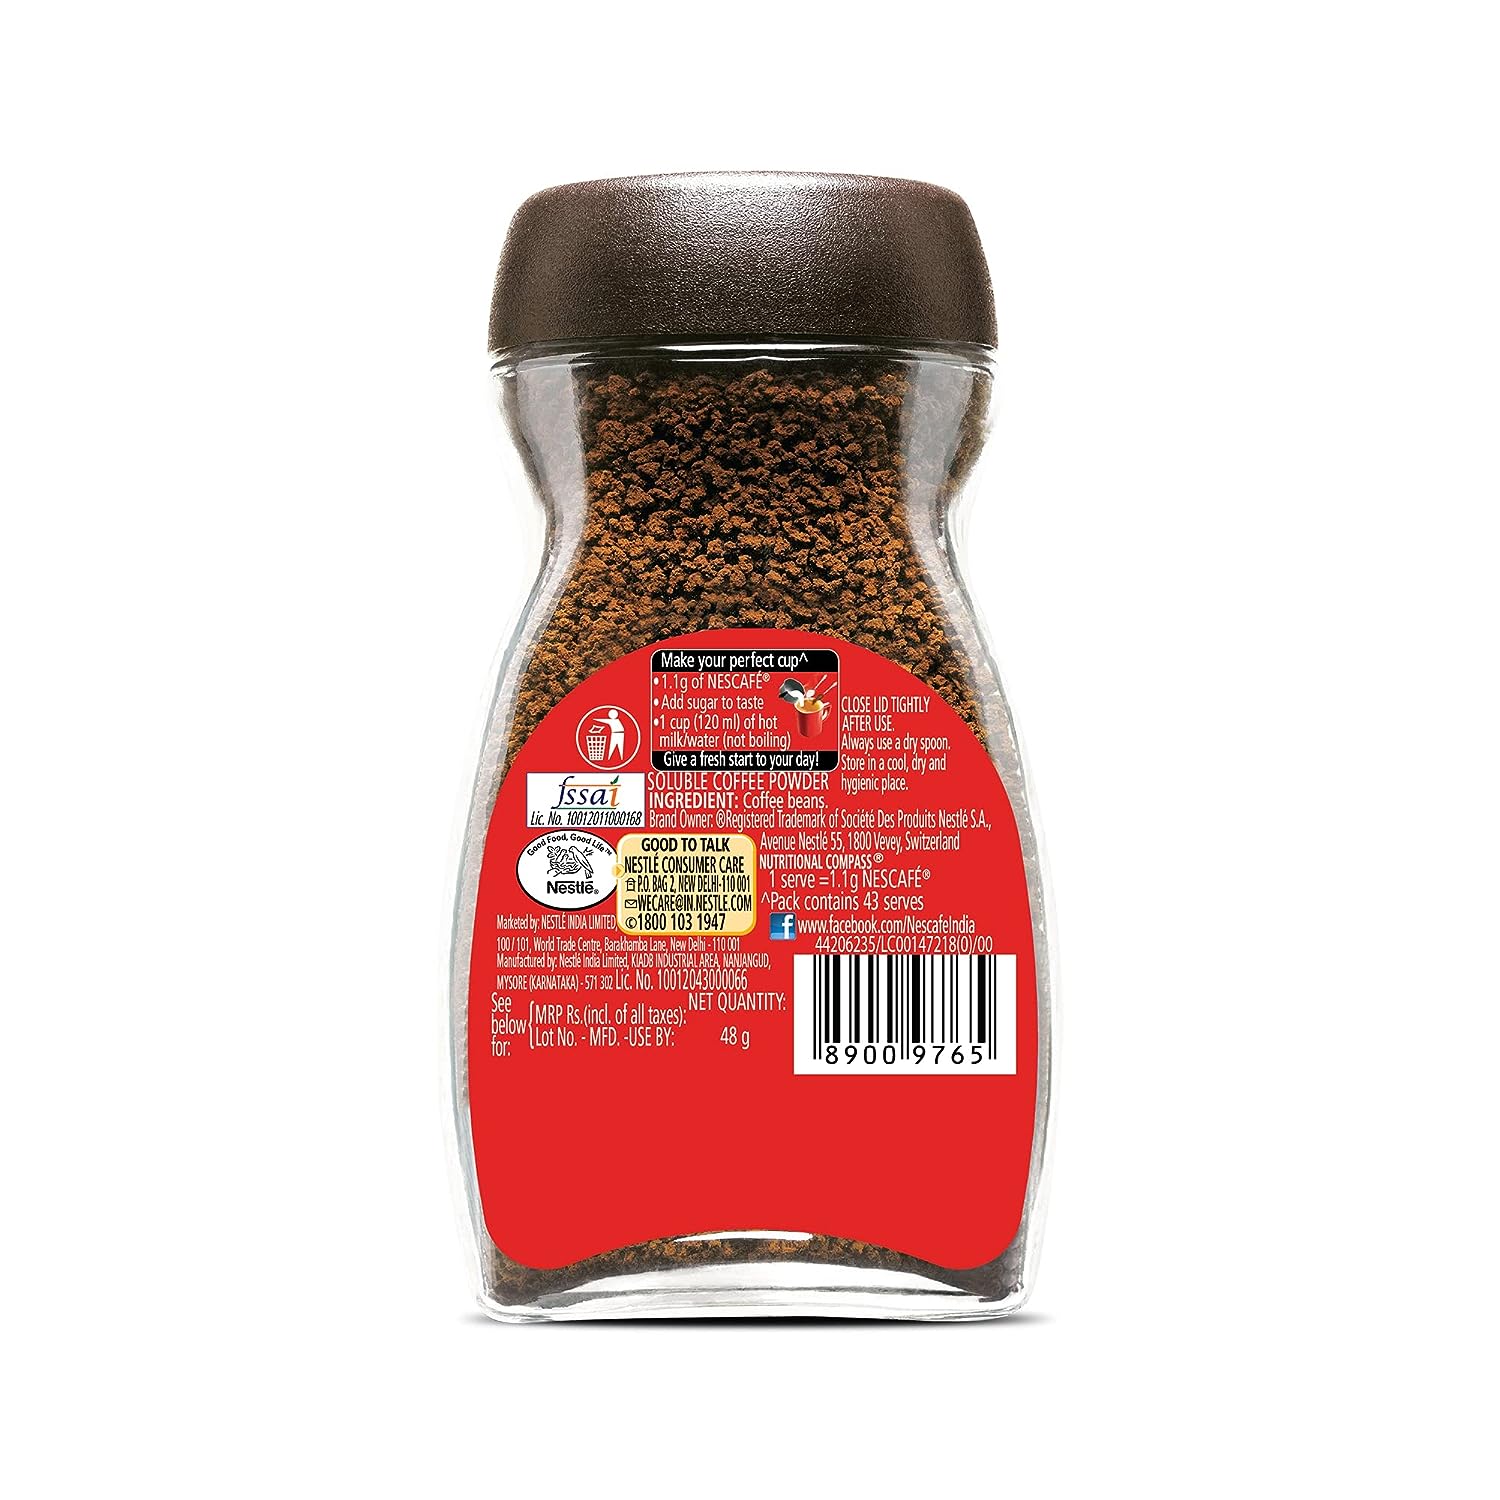 Make your perfect cup^
•1.1g of NESCAFÉ®
•Add sugar to taste
•1 cup (120 ml) of hot
milk/water (not boiling)
Give a fresh start to your day!
CLOSE LID TIGHTLY
AFTER USE.
Always use a dry spoon.
Store in a cool, dry and
hygienic place.
fssai
Lic. No. 10012011000168
SOLUBLE COFFEE POWDER
INGREDIENT: Coffee beans.
Brand Owner: ®Registered Trademark of Société Des Produits Nestlé S.A.,
Avenue Nestlé 55, 1800 Vevey, Switzerland
Good Food, Good Life™
Nestlé®
GOOD TO TALK
NESTLÉ CONSUMER CARE
P.O. BAG 2, NEW DELHI-110 001
WECARE@IN.NESTLE.COM
1800 103 1947
NUTRITIONAL COMPASS®
1 serve =1.1g NESCAFÉ®
^Pack contains 43 serves
f www.facebook.com/NescafeIndia
44206235/LC00147218(0)/00
Marketed by: NESTLÉ INDIA LIMITED
100 / 101, World Trade Centre, Barakhamba Lane, New Delhi - 110 001
Manufactured by: Nestlé India Limited, KIADB INDUSTRIAL AREA, NANJANGUD,
MYSORE (KARNATAKA) - 571 302 Lic. No. 10012043000066
See below for:
MRP Rs.(incl. of all taxes):
Lot No. - MFD. -USE BY:
NET QUANTITY:
48 g
89009765